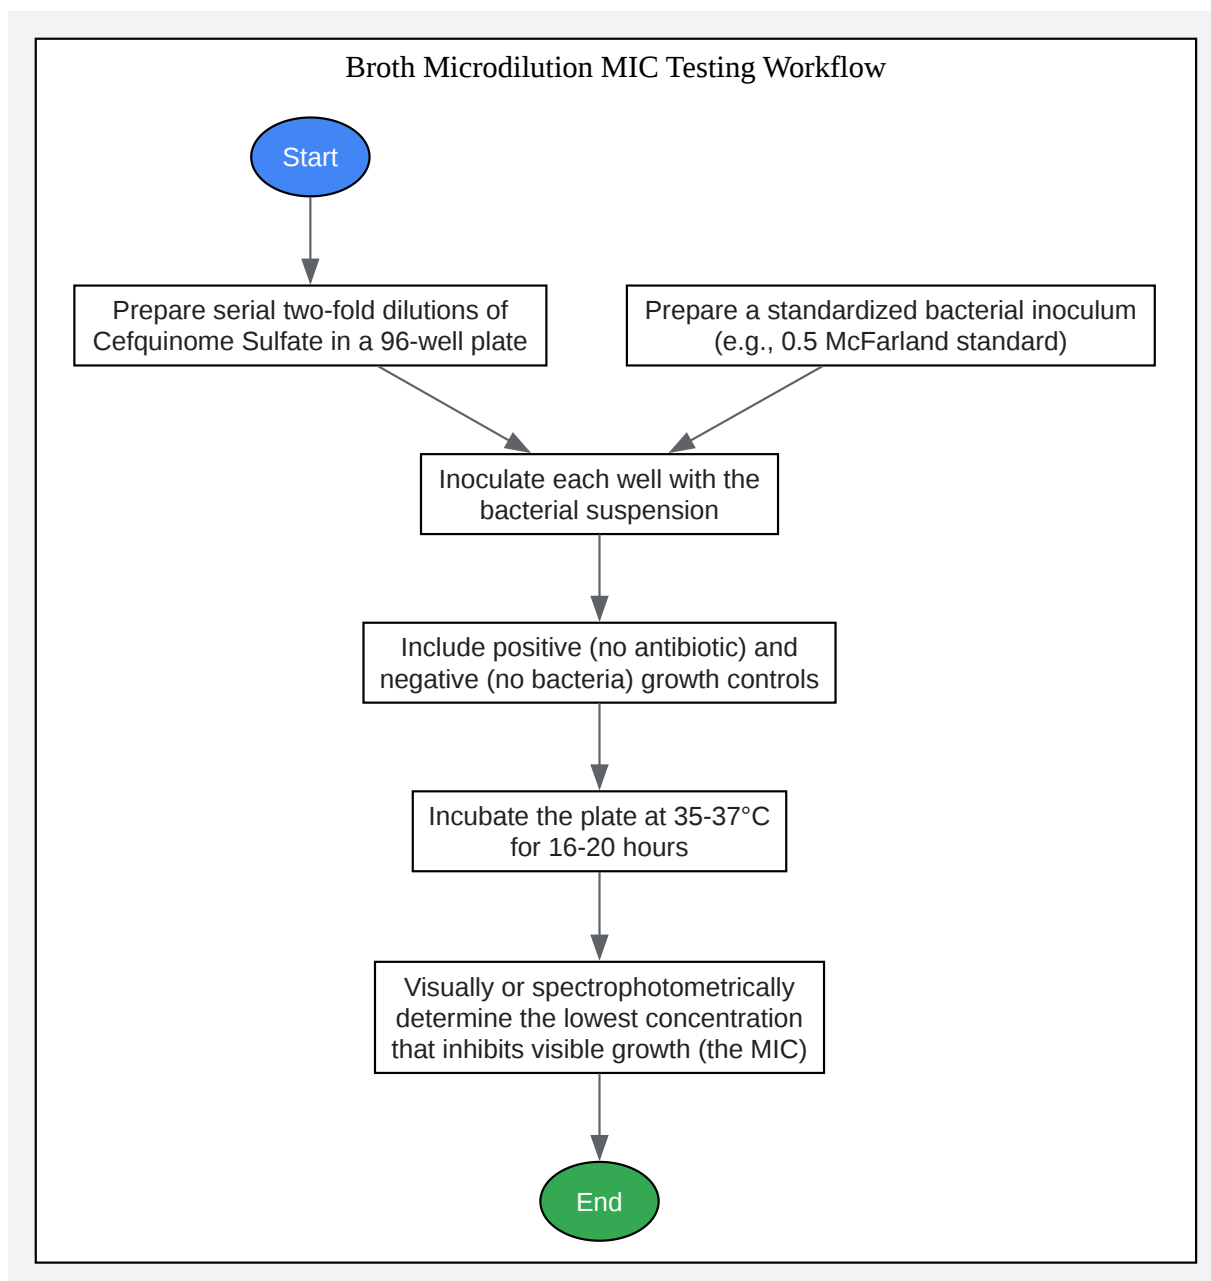 Broth Microdilution MIC Testing Workflow
Start
Prepare serial two-fold dilutions of
Cefquinome Sulfate in a 96-well plate
Prepare a standardized bacterial inoculum
(e.g., 0.5 McFarland standard)
Inoculate each well with the
bacterial suspension
Include positive (no antibiotic) and
negative (no bacteria) growth controls
Incubate the plate at 35-37°C
for 16-20 hours
Visually or spectrophotometrically
determine the lowest concentration
that inhibits visible growth (the MIC)
End